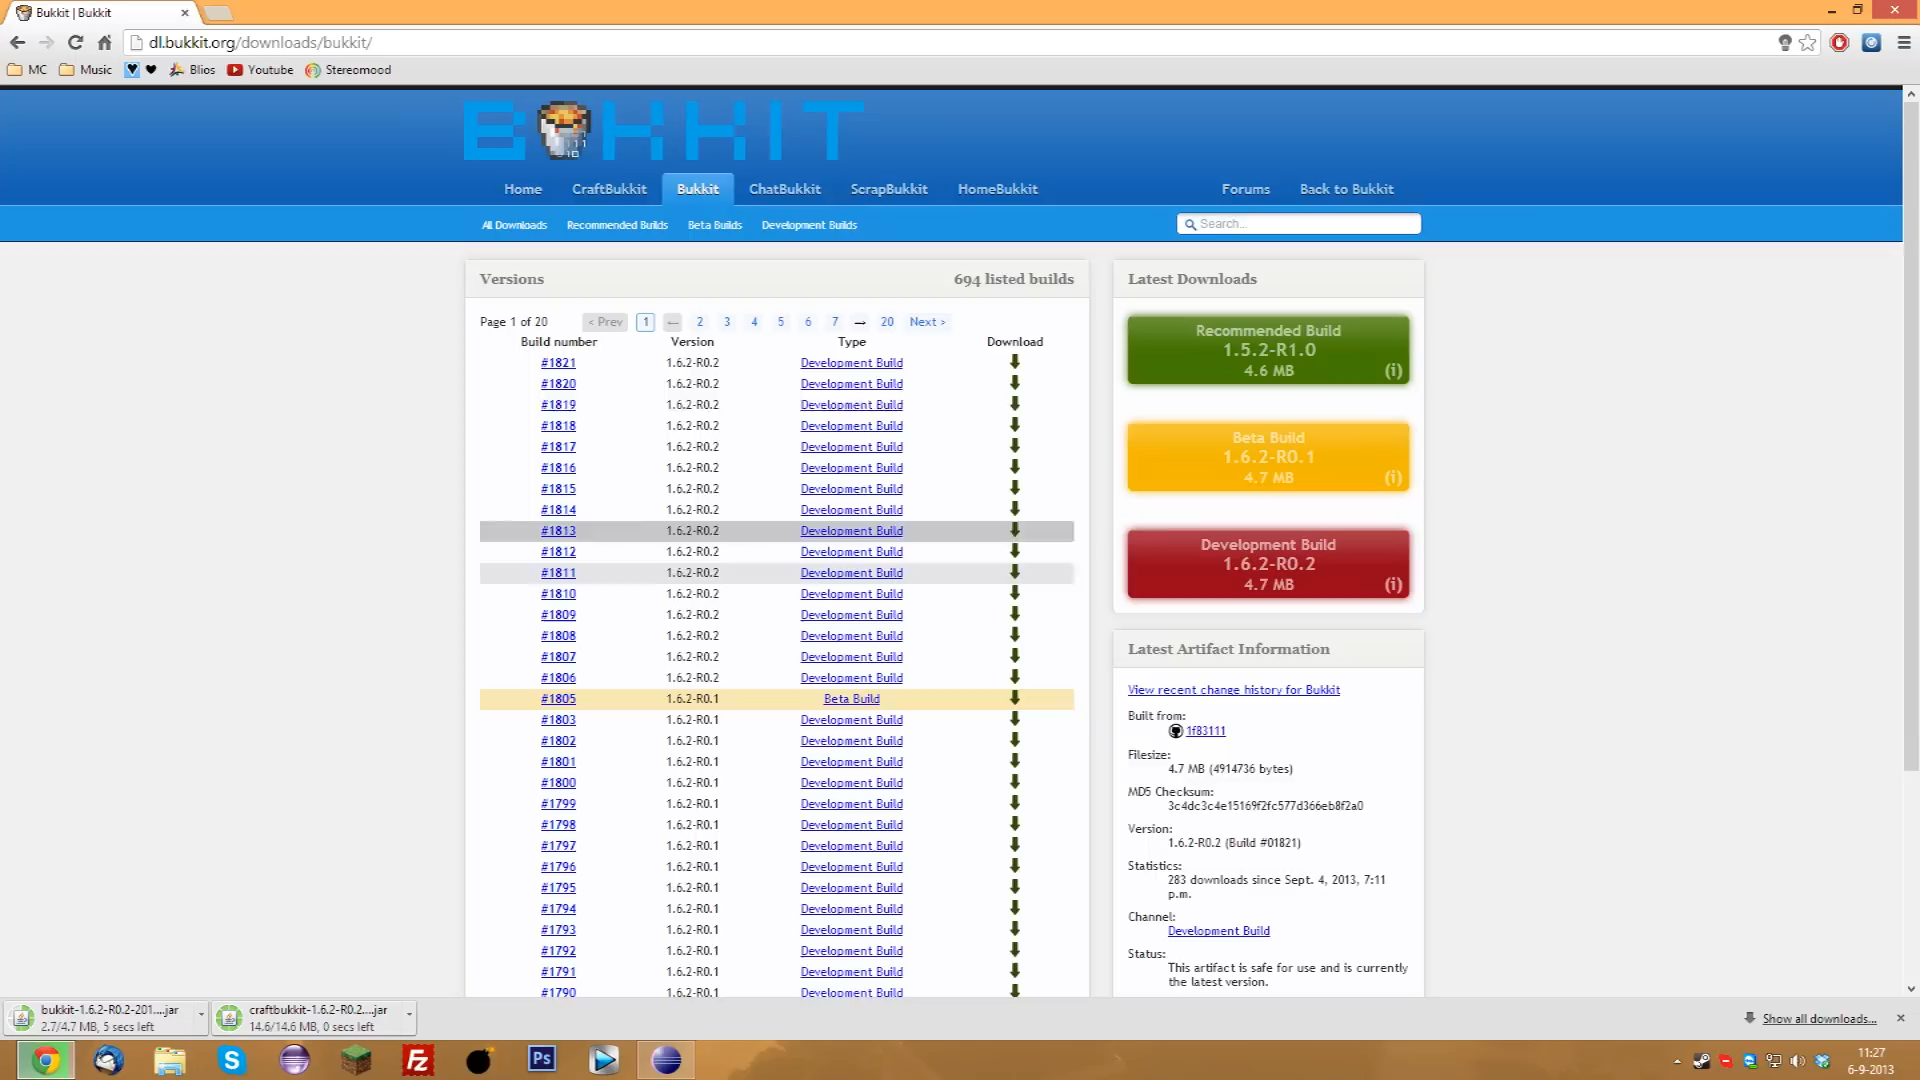 Bukkit | Bukkit
dl.bukkit.org/downloads/bukkit/
MC Music Blios Youtube Stereomood
BUKKIT
Home CraftBukkit Bukkit ChatBukkit ScrapBukkit HomeBukkit Forums Back to Bukkit
All Downloads Recommended Builds Beta Builds Development Builds Search...
Versions 694 listed builds
Page 1 of 20 < Prev 1 ... 2 3 4 5 6 7 ... 20 Next >
Build number Version Type Download
#1821 1.6.2-R0.2 Development Build
#1820 1.6.2-R0.2 Development Build
#1819 1.6.2-R0.2 Development Build
#1818 1.6.2-R0.2 Development Build
#1817 1.6.2-R0.2 Development Build
#1816 1.6.2-R0.2 Development Build
#1815 1.6.2-R0.2 Development Build
#1814 1.6.2-R0.2 Development Build
#1813 1.6.2-R0.2 Development Build
#1812 1.6.2-R0.2 Development Build
#1811 1.6.2-R0.2 Development Build
#1810 1.6.2-R0.2 Development Build
#1809 1.6.2-R0.2 Development Build
#1808 1.6.2-R0.2 Development Build
#1807 1.6.2-R0.2 Development Build
#1806 1.6.2-R0.2 Development Build
#1805 1.6.2-R0.1 Beta Build
#1803 1.6.2-R0.1 Development Build
#1802 1.6.2-R0.1 Development Build
#1801 1.6.2-R0.1 Development Build
#1800 1.6.2-R0.1 Development Build
#1799 1.6.2-R0.1 Development Build
#1798 1.6.2-R0.1 Development Build
#1797 1.6.2-R0.1 Development Build
#1796 1.6.2-R0.1 Development Build
#1795 1.6.2-R0.1 Development Build
#1794 1.6.2-R0.1 Development Build
#1793 1.6.2-R0.1 Development Build
#1792 1.6.2-R0.1 Development Build
#1791 1.6.2-R0.1 Development Build
#1790 1.6.2-R0.1 Development Build
Latest Downloads
Recommended Build
1.5.2-R1.0
4.6 MB (i)
Beta Build
1.6.2-R0.1
4.7 MB (i)
Development Build
1.6.2-R0.2
4.7 MB (i)
Latest Artifact Information
View recent change history for Bukkit
Built from:
1f83111
Filesize:
4.7 MB (4914736 bytes)
MD5 Checksum:
3c4dc3c4e15169f2fc577d366eb8f2a0
Version:
1.6.2-R0.2 (Build #01821)
Statistics:
283 downloads since Sept. 4, 2013, 7:11
p.m.
Channel:
Development Build
Status:
This artifact is safe for use and is currently
the latest version.
bukkit-1.6.2-R0.2-201....jar
2.7/4.7 MB, 5 secs left
craftbukkit-1.6.2-R0.2....jar
14.6/14.6 MB, 0 secs left
Show all downloads...
Fz
Ps
11:27
6-9-2013